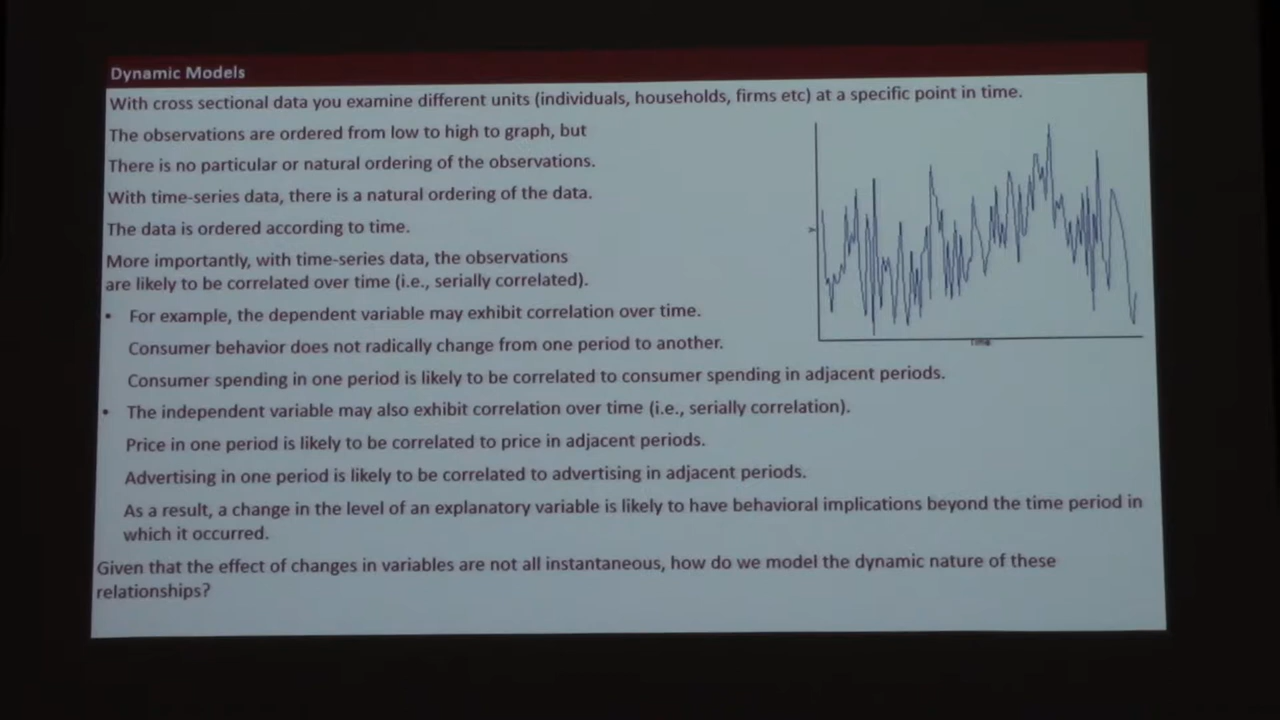 Dynamic Models
With cross sectional data you examine different units (individuals, households, firms etc) at a specific point in time.
The observations are ordered from low to high to graph, but
There is no particular or natural ordering of the observations.
With time-series data, there is a natural ordering of the data.
The data is ordered according to time.
More importantly, with time-series data, the observations
are likely to be correlated over time (i.e., serially correlated).
• For example, the dependent variable may exhibit correlation over time.
Consumer behavior does not radically change from one period to another.
Consumer spending in one period is likely to be correlated to consumer spending in adjacent periods.
• The independent variable may also exhibit correlation over time (i.e., serially correlation).
Price in one period is likely to be correlated to price in adjacent periods.
Advertising in one period is likely to be correlated to advertising in adjacent periods.
As a result, a change in the level of an explanatory variable is likely to have behavioral implications beyond the time period in
which it occurred.
Given that the effect of changes in variables are not all instantaneous, how do we model the dynamic nature of these
relationships?
Time